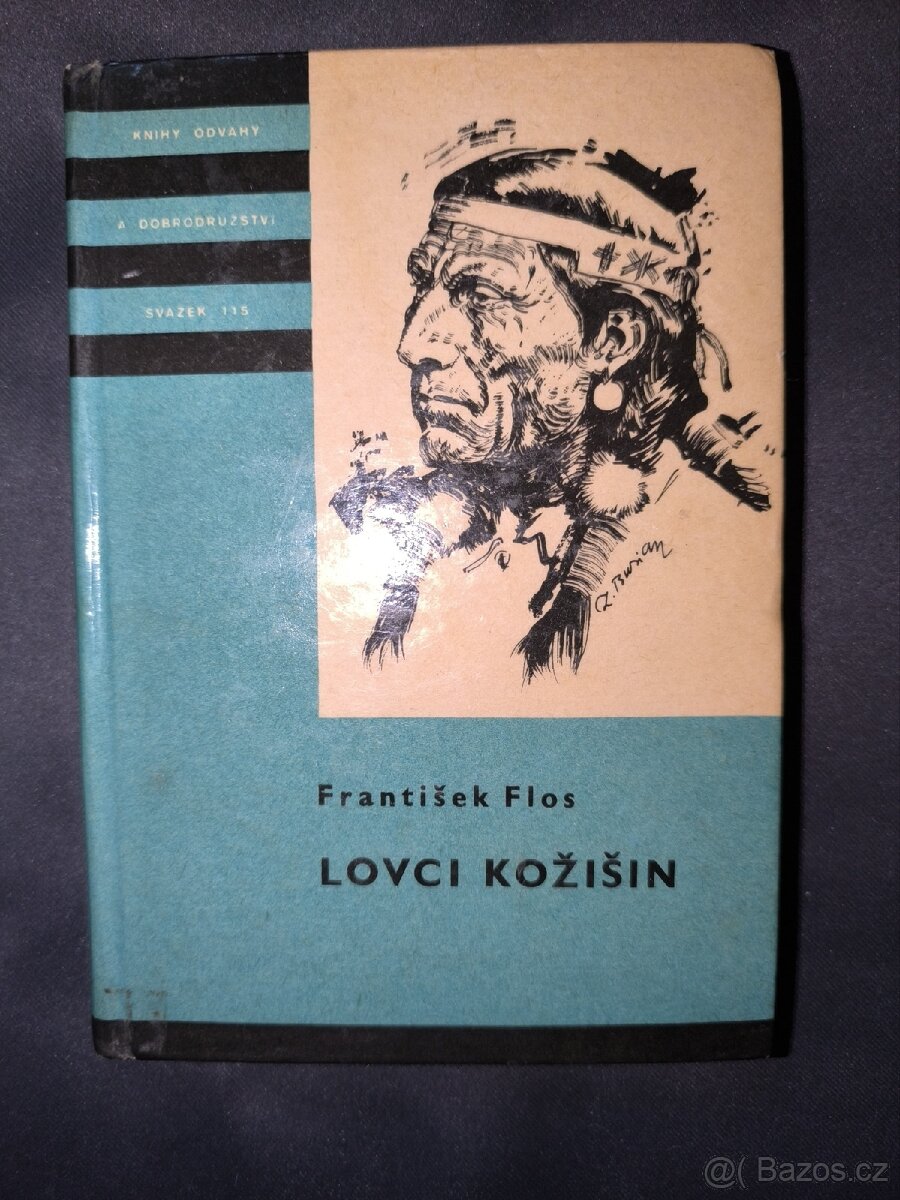 KNIHY ODVAHY
A DOBRODRUŽSTVÍ
SVAZEK 115
Z. Burian
František Flos
LOVCI KOŽIŠIN
@( Bazos.cz